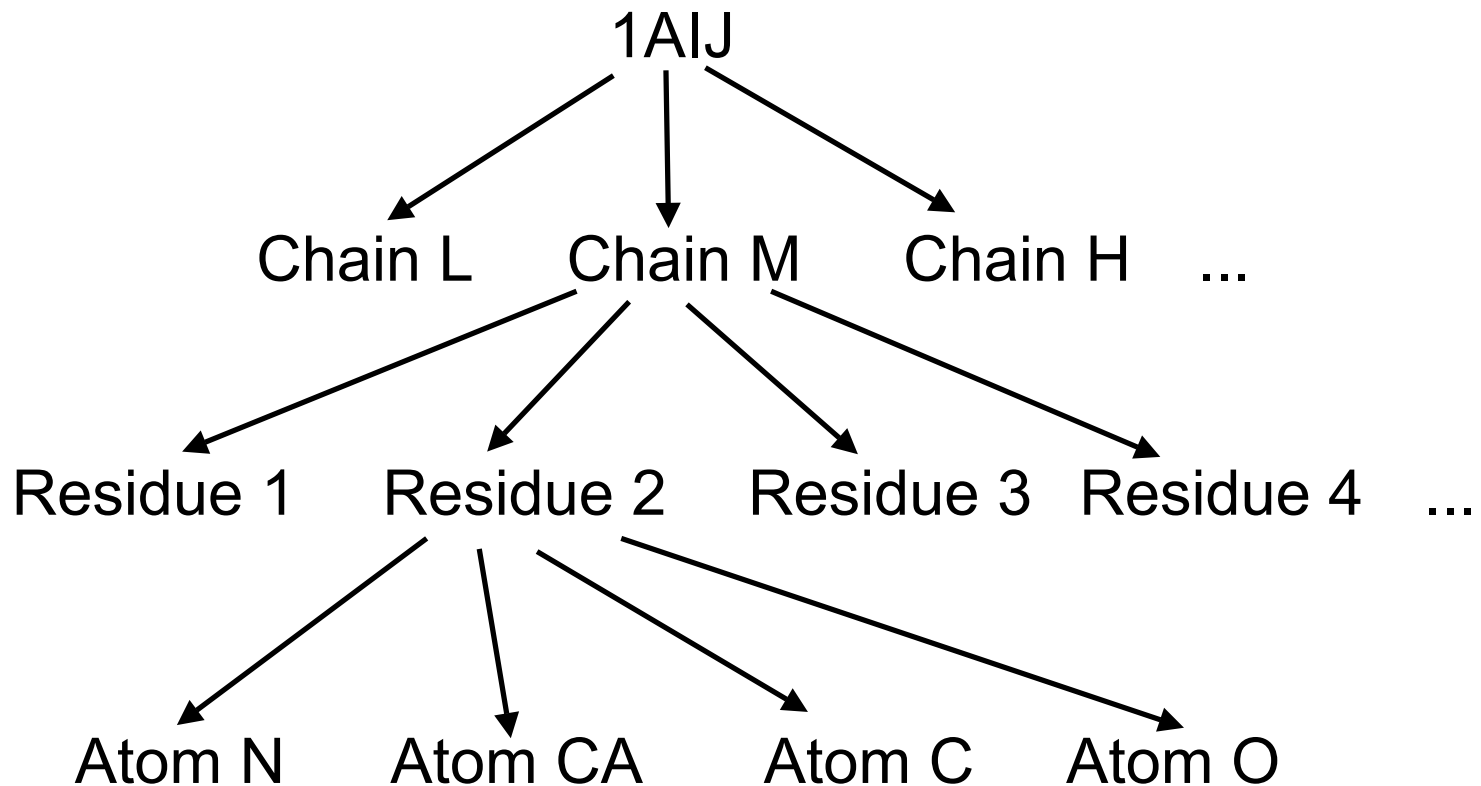 1AIJ
Chain L Chain M Chain H ...
Residue 1 Residue 2 Residue 3 Residue 4 ...
Atom N Atom CA Atom C Atom O